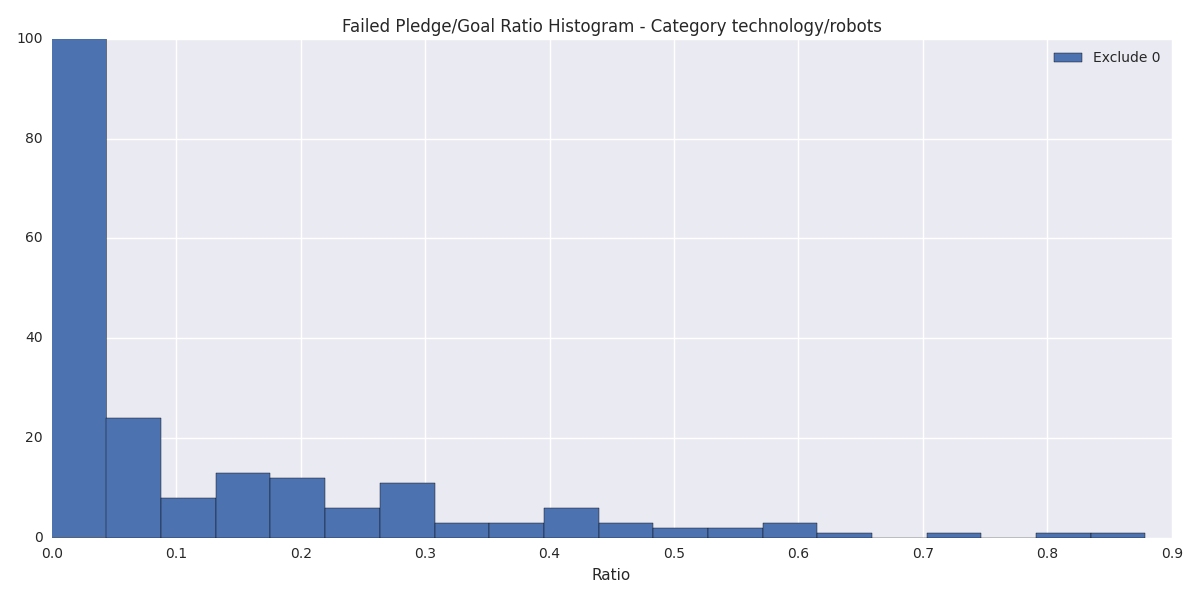 Failed Pledge/Goal Ratio Histogram - Category technology/robots
Exclude 0
100
80
60
40
20
0
0.0 0.1 0.2 0.3 0.4 0.5 0.6 0.7 0.8 0.9
Ratio